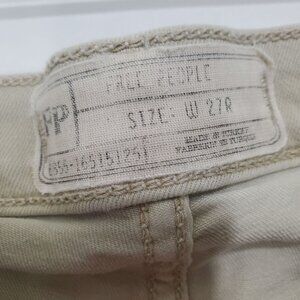 FP
FREE PEOPLE
SIZE: W 27R
MADE IN TURKEY
FABRIQUE EN TURQUIE